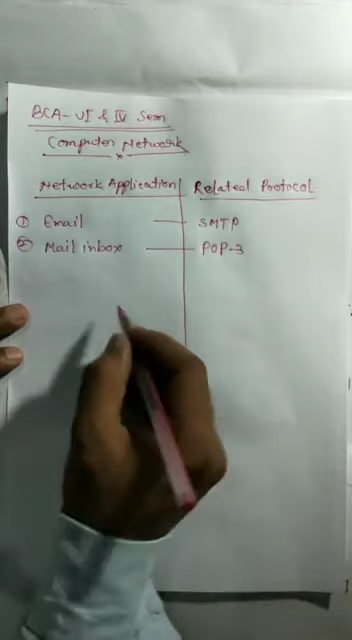 BCA-VI & IV Sem
Computer Network
Network Application Related Protocol
① Email — SMTP
② Mail inbox — POP-3